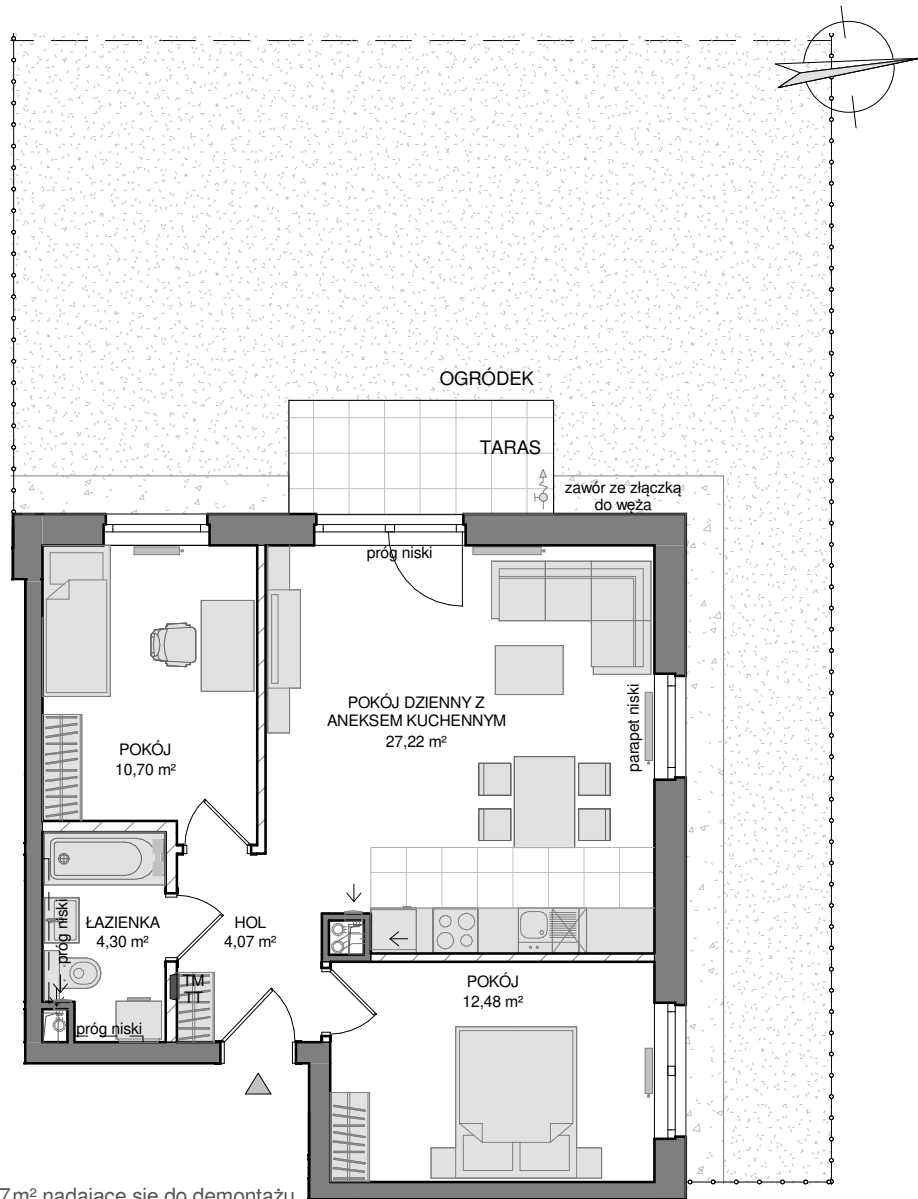 OGRÓDEK
TARAS
zawór ze złączką
do węża
próg niski
POKÓJ DZIENNY Z
ANEKSEM KUCHENNYM
27,22 m²
parapet niski
POKÓJ
10,70 m²
próg niski
ŁAZIENKA
4,30 m²
HOL
4,07 m²
TM
TT
POKÓJ
12,48 m²
próg niski
7m² nadające się do demontażu